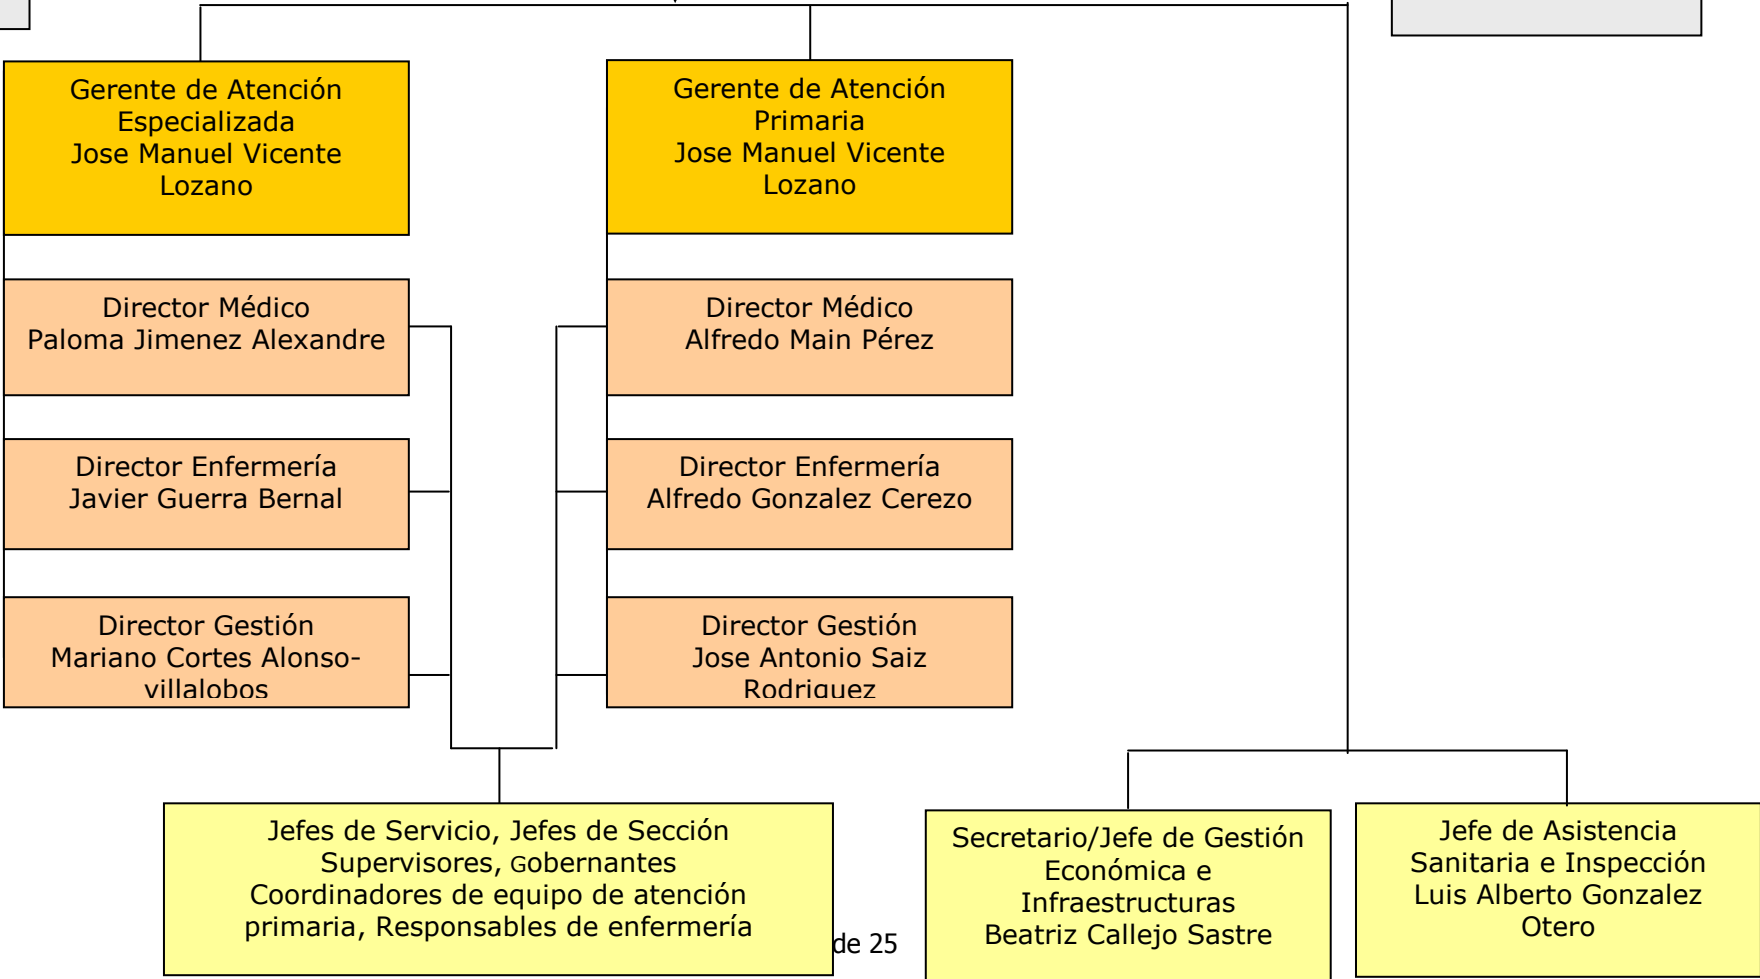 Gerente de Atención
Especializada
Jose Manuel Vicente
Lozano
Gerente de Atención
Primaria
Jose Manuel Vicente
Lozano
Director Médico
Paloma Jimenez Alexandre
Director Médico
Alfredo Main Pérez
Director Enfermería
Javier Guerra Bernal
Director Enfermería
Alfredo Gonzalez Cerezo
Director Gestión
Mariano Cortes Alonso-
villalobos
Director Gestión
Jose Antonio Saiz
Rodriguez
Jefes de Servicio, Jefes de Sección
Supervisores, Gobernantes
Coordinadores de equipo de atención
primaria, Responsables de enfermería
Secretario/Jefe de Gestión
Económica e
Infraestructuras
Beatriz Callejo Sastre
Jefe de Asistencia
Sanitaria e Inspección
Luis Alberto Gonzalez
Otero
de 25